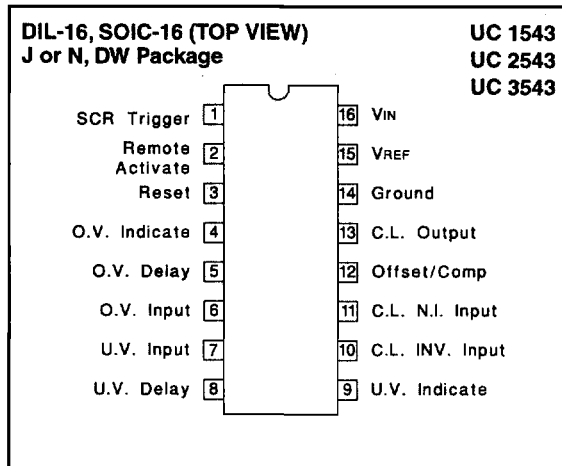 DIL-16, SOIC-16 (TOP VIEW)
J or N, DW Package
UC 1543
UC 2543
UC 3543
SCR Trigger 1
Remote Activate 2
Reset 3
O.V. Indicate 4
O.V. Delay 5
O.V. Input 6
U.V. Input 7
U.V. Delay 8
16 VIN
15 VREF
14 Ground
13 C.L. Output
12 Offset/Comp
11 C.L. N.I. Input
10 C.L. INV. Input
9 U.V. Indicate